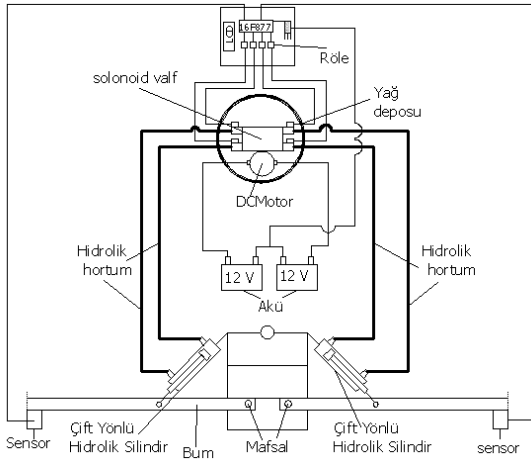 16F877
LCD
Röle
solonoid valf
Yağ
deposu
DCMotor
Hidrolik
hortum
Hidrolik
hortum
12 V
12 V
Akü
Çift Yönlü
Hidrolik Silindir
Çift Yönlü
Hidrolik Silindir
Sensor
Bum
Mafsal
sensor